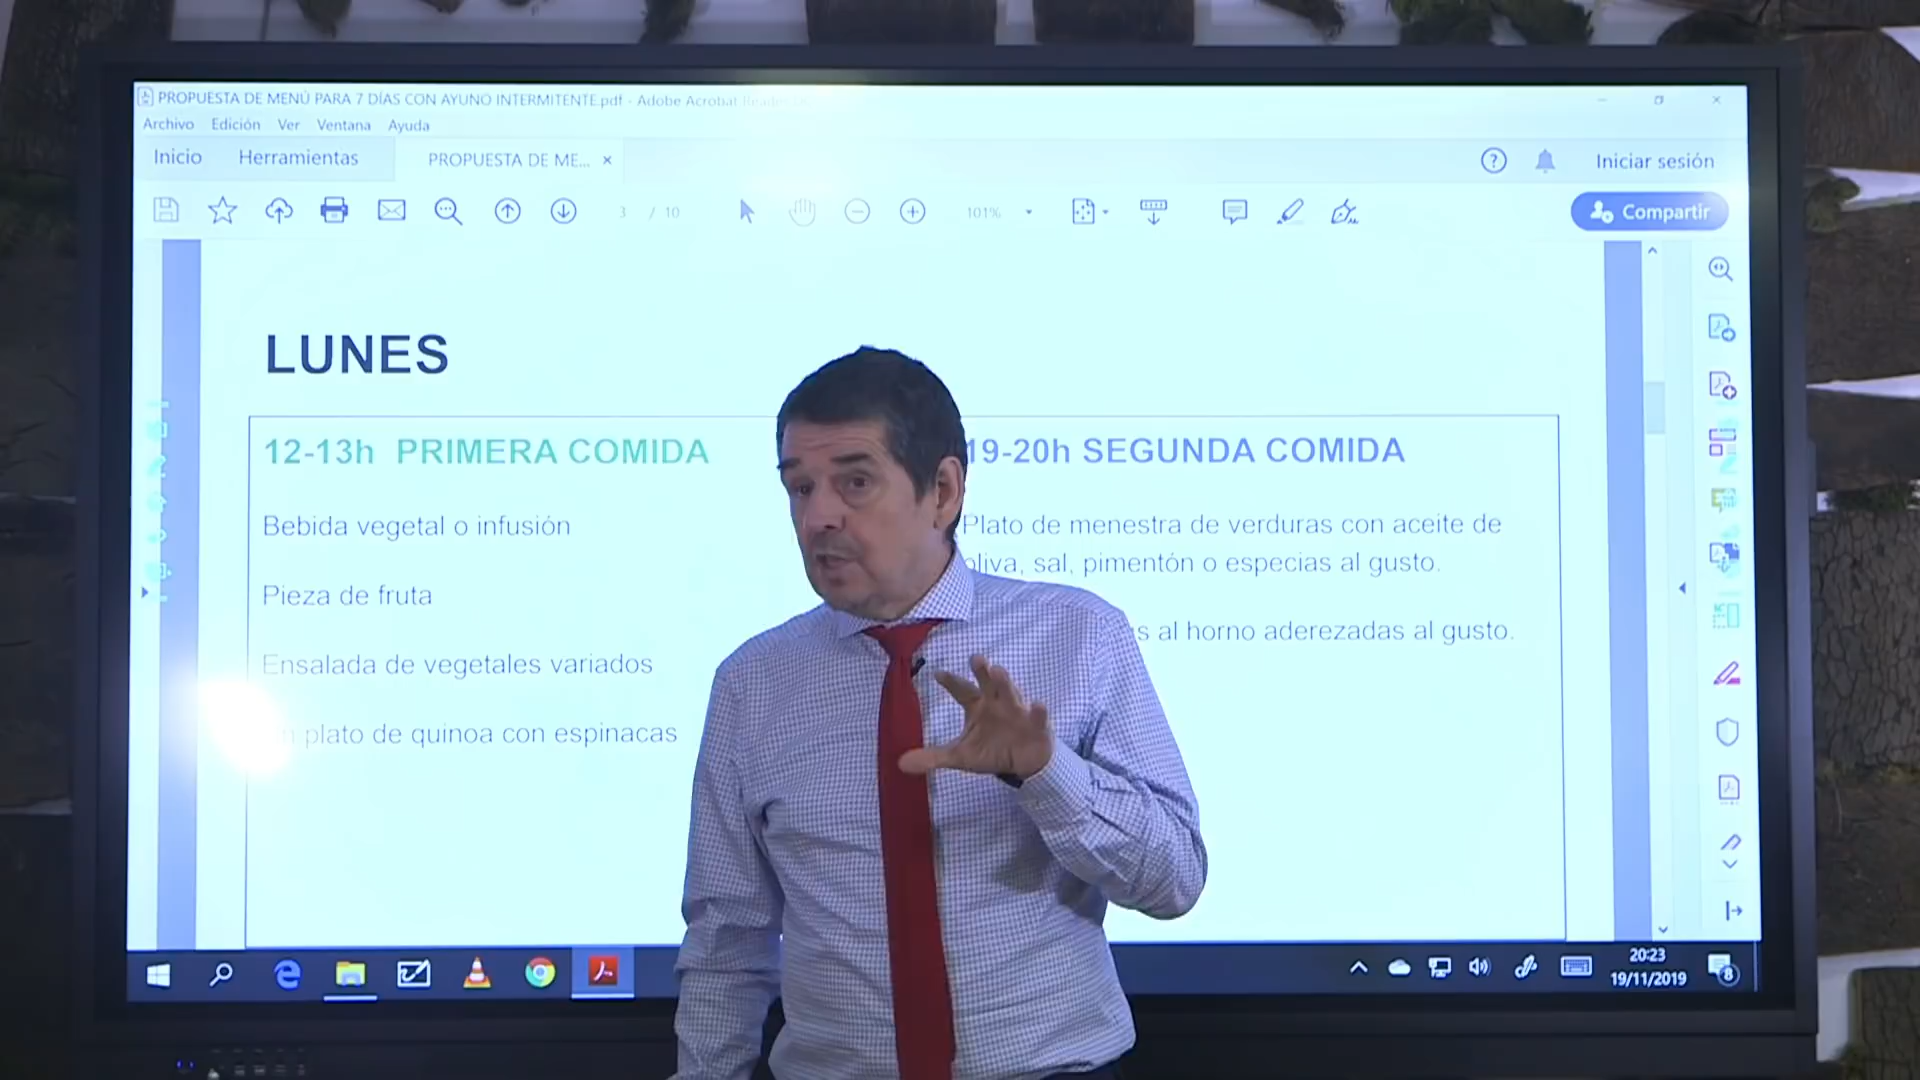 PROPUESTA DE MENÚ PARA 7 DÍAS CON AYUNO INTERMITENTE.pdf - Adobe Acrobat Reader
Archivo Edición Ver Ventana Ayuda
Inicio Herramientas PROPUESTA DE ME... Iniciar sesión
3 / 10 101% Compartir
LUNES
12-13h PRIMERA COMIDA
Bebida vegetal o infusión
Pieza de fruta
Ensalada de vegetales variados
plato de quinoa con espinacas
19-20h SEGUNDA COMIDA
Plato de menestra de verduras con aceite de
oliva, sal, pimentón o especias al gusto.
al horno aderezadas al gusto.
20:23
19/11/2019
8